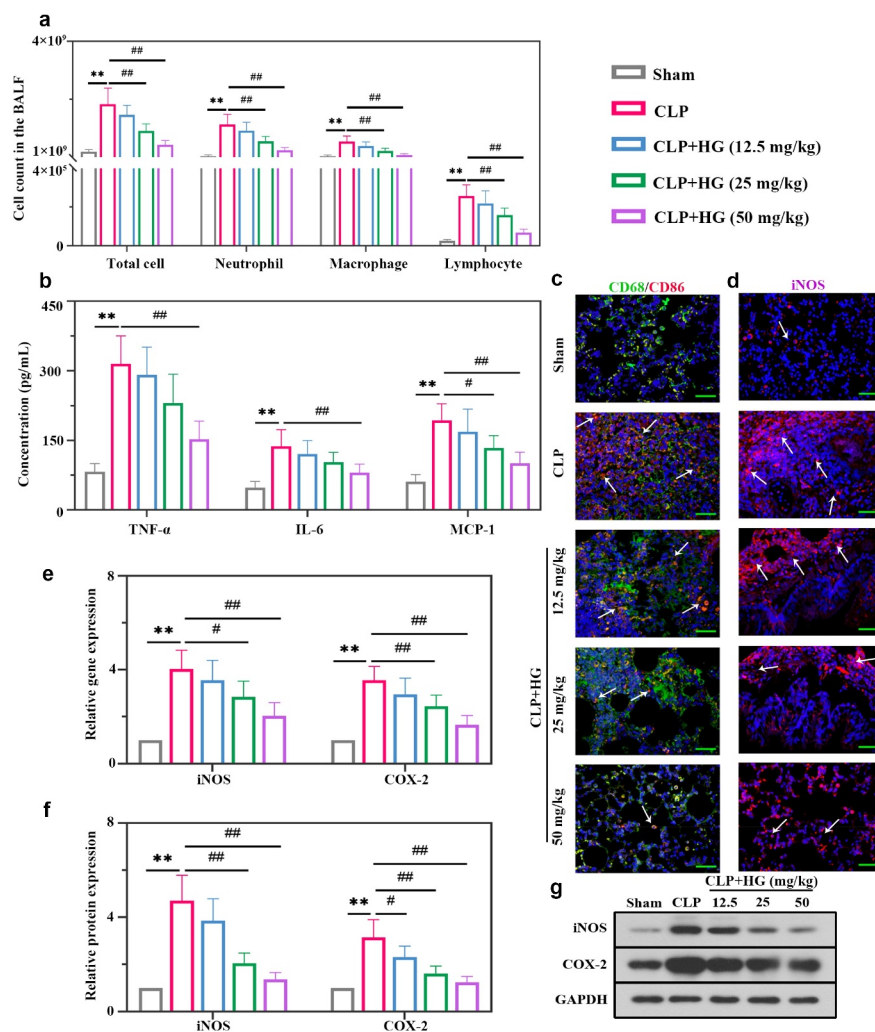 a
4×10⁹
1×10⁹
4×10⁵
0
Cell count in the BALF
** ## ##
** ## ##
** ## ##
** ## ##
Total cell Neutrophil Macrophage Lymphocyte
Sham
CLP
CLP+HG (12.5 mg/kg)
CLP+HG (25 mg/kg)
CLP+HG (50 mg/kg)
b
450
300
150
0
Concentration (pg/mL)
** ##
** ##
** # ##
TNF-α IL-6 MCP-1
c
CD68/CD86
d
iNOS
Sham
CLP
CLP+HG
12.5 mg/kg
25 mg/kg
50 mg/kg
e
8
4
0
Relative gene expression
** # ##
** ## ##
iNOS COX-2
f
8
4
0
Relative protein expression
** ## ##
** # ## ##
iNOS COX-2
g
CLP+HG (mg/kg)
Sham CLP 12.5 25 50
iNOS
COX-2
GAPDH